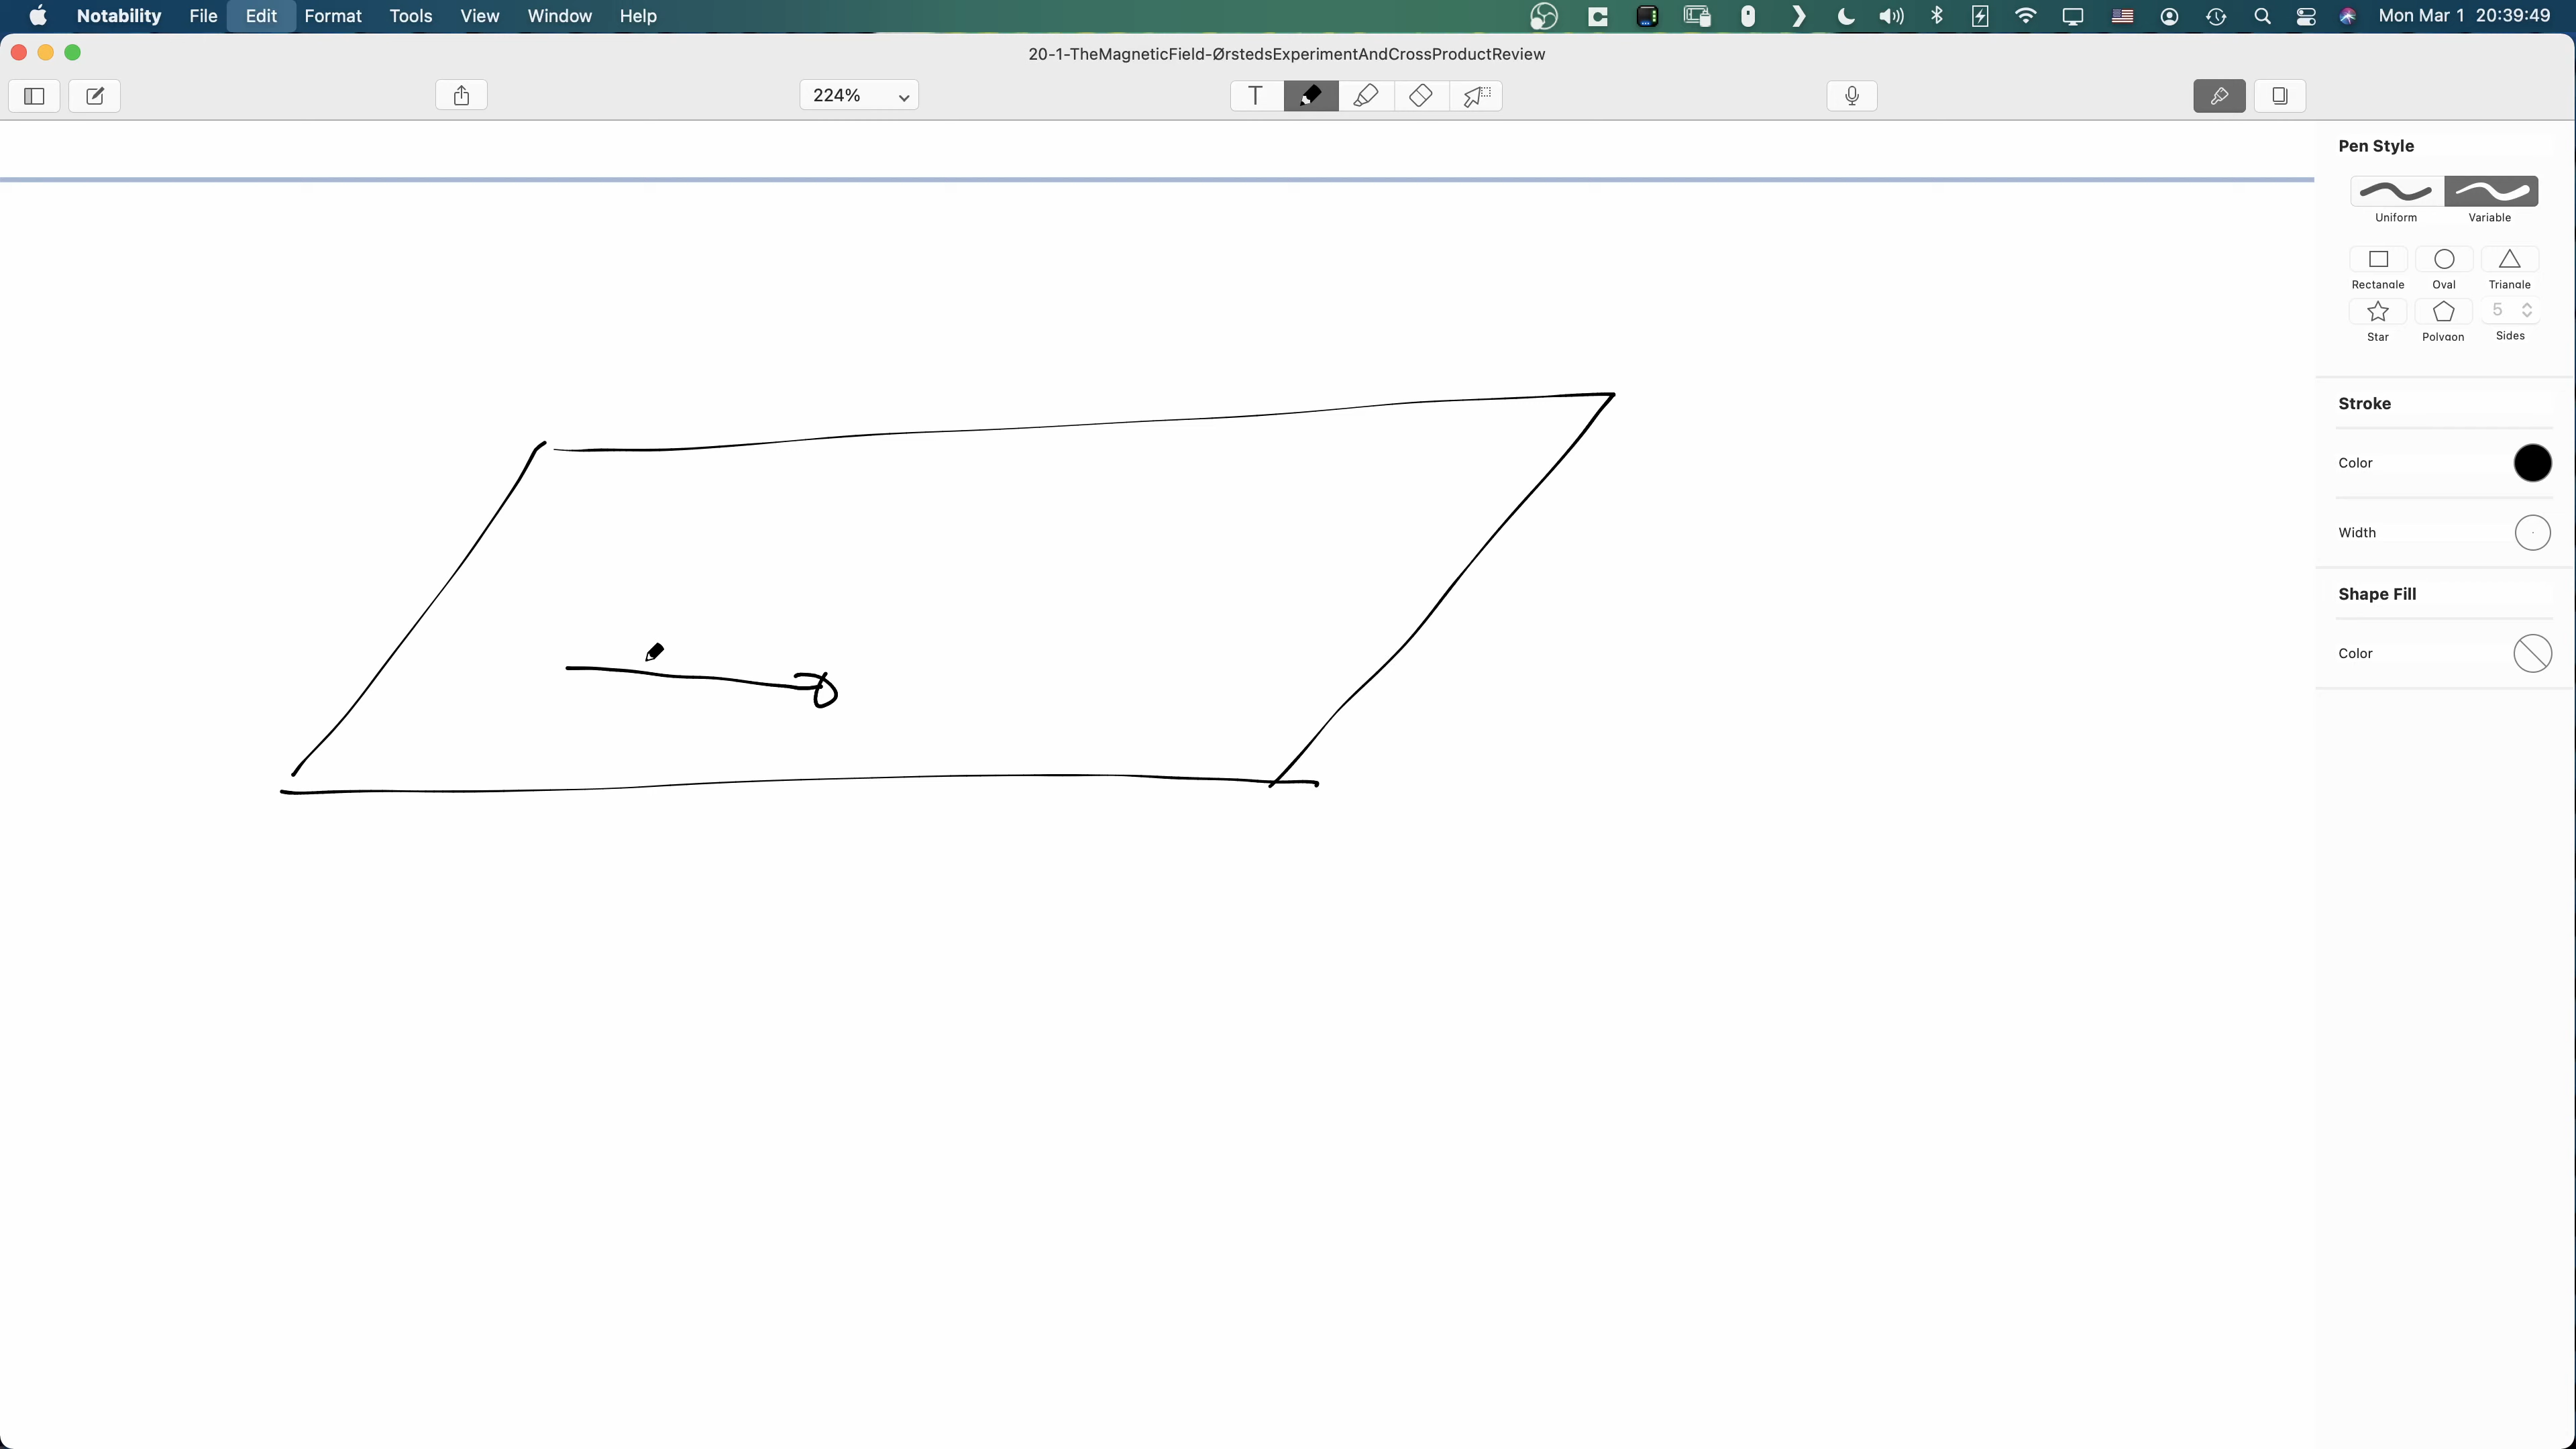 Notability File Edit Format Tools View Window Help Mon Mar 1 20:39:49
20-1-TheMagneticField-ØrstedsExperimentAndCrossProductReview
224%
Pen Style
Uniform Variable
Rectangle Oval Triangle
5
Star Polygon Sides
Stroke
Color
Width
Shape Fill
Color